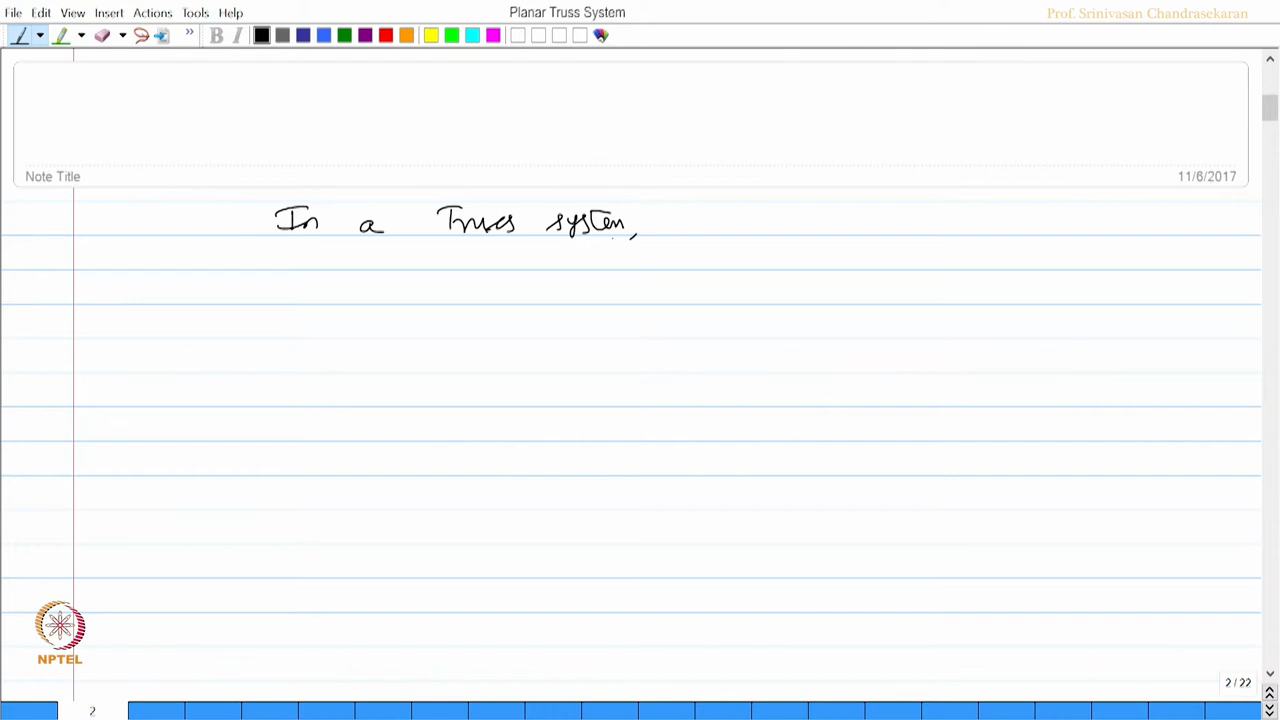 File Edit View Insert Actions Tools Help
Planar Truss System
Prof. Srinivasan Chandrasekaran
B I
Note Title
11/6/2017
In a Truss system,
NPTEL
2 / 22
2